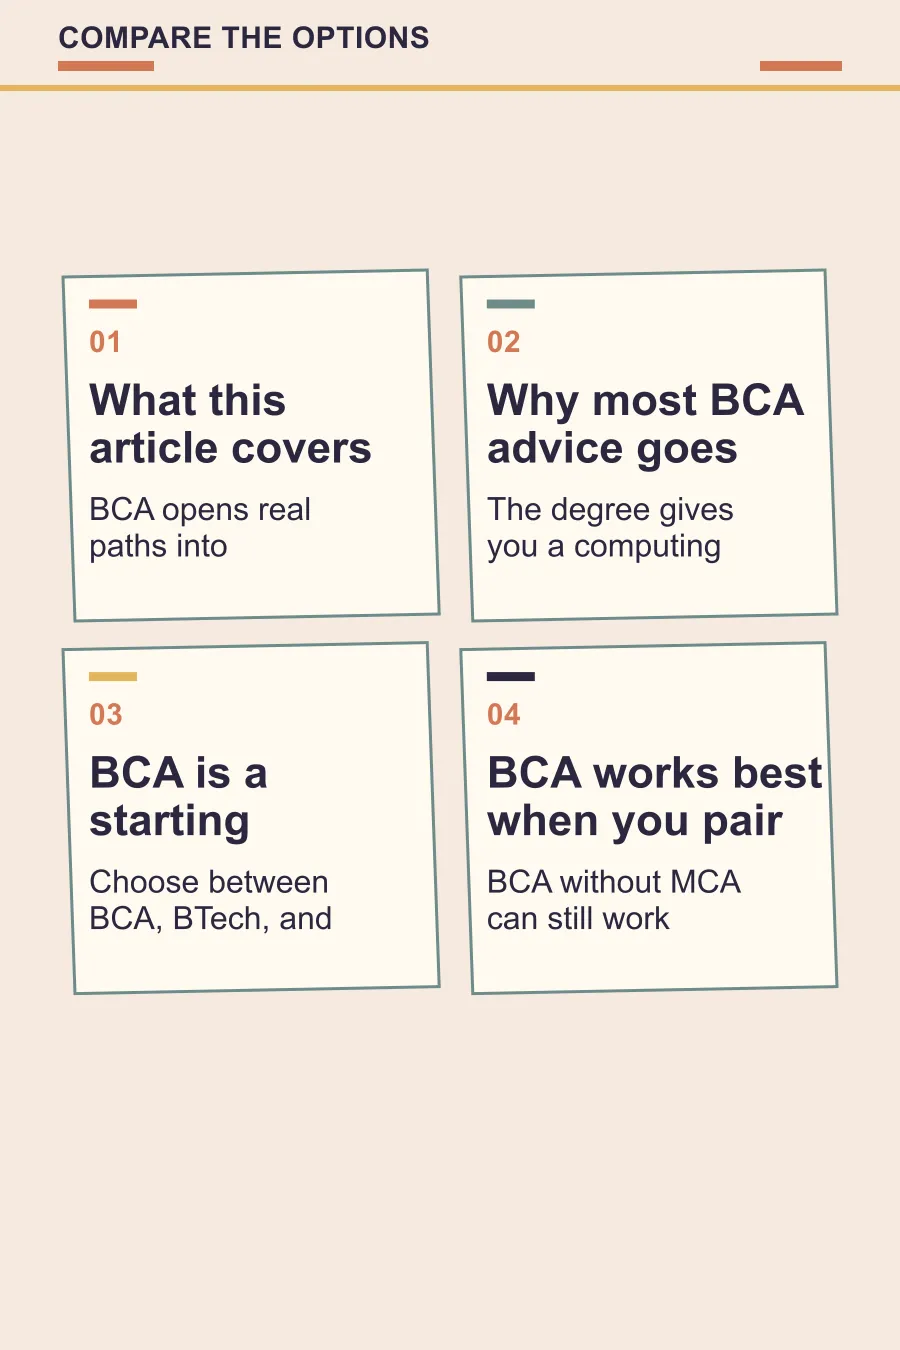 COMPARE THE OPTIONS
01
What this
article covers
BCA opens real
paths into
02
Why most BCA
advice goes
The degree gives
you a computing
03
BCA is a
starting
Choose between
BCA, BTech, and
04
BCA works best
when you pair
BCA without MCA
can still work